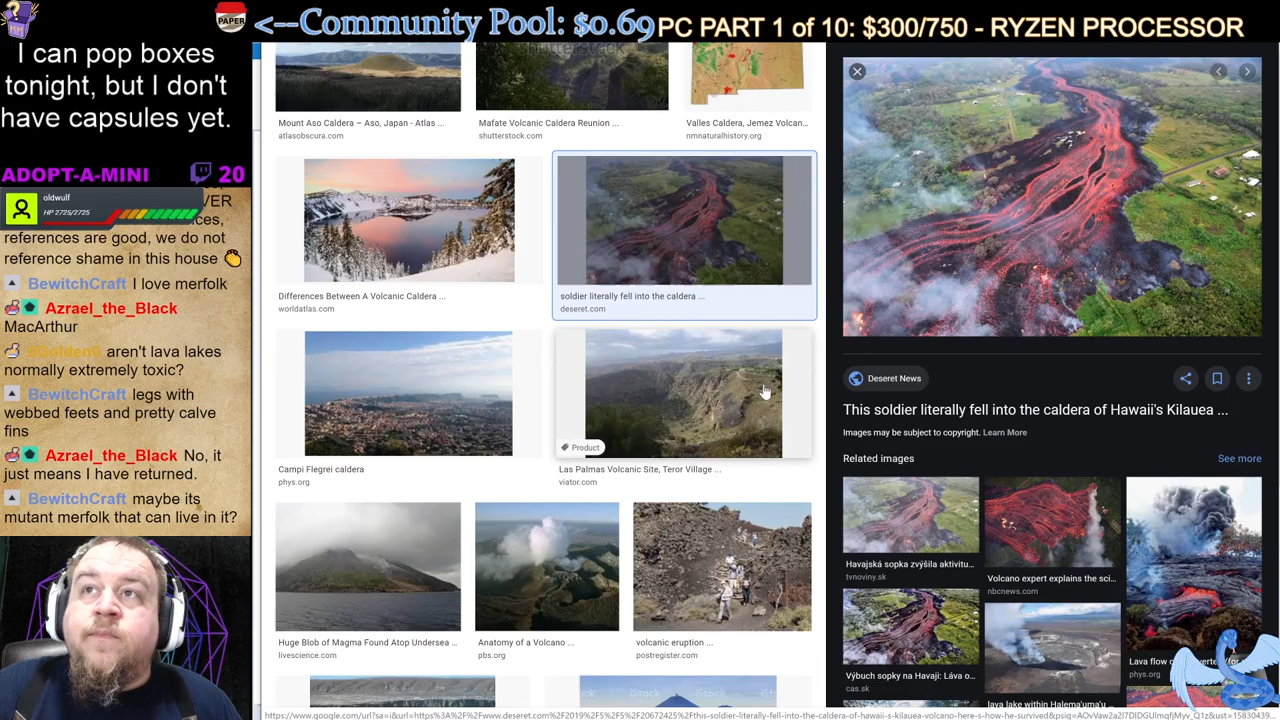 PAPER
<--Community Pool: $0.69
PC PART 1 of 10: $300/750 - RYZEN PROCESSOR
I can pop boxes
tonight, but I don't
have capsules yet.
ADOPT-A-MINI
20
oldwulf
HP 2725/2725
references are good, we do not
reference shame in this house
BewitchCraft I love merfolk
Azrael_the_Black
MacArthur
aren't lava lakes
normally extremely toxic?
BewitchCraft legs with
webbed feets and pretty calve
fins
Azrael_the_Black No, it
just means I have returned.
BewitchCraft maybe its
mutant merfolk that can live in it?
shutterstock
Mount Aso Caldera – Aso, Japan - Atlas ...
atlasobscura.com
Mafate Volcanic Caldera Reunion ...
shutterstock.com
Valles Caldera, Jemez Volcan...
nmnaturalhistory.org
Differences Between A Volcanic Caldera ...
worldatlas.com
soldier literally fell into the caldera ...
deseret.com
Campi Flegrei caldera
phys.org
Product
Las Palmas Volcanic Site, Teror Village ...
viator.com
Huge Blob of Magma Found Atop Undersea ...
livescience.com
Anatomy of a Volcano ...
pbs.org
volcanic eruption ...
postregister.com
iStock
Deseret News
This soldier literally fell into the caldera of Hawaii's Kilauea ...
Images may be subject to copyright. Learn More
Related images
See more
Havajská sopka zvýšila aktivitu...
tvnoviny.sk
Volcano expert explains the sci...
nbcnews.com
Výbuch sopky na Havaji: Láva o...
cas.sk
lava lake within Halema'uma'u
Lava flow
phys.org